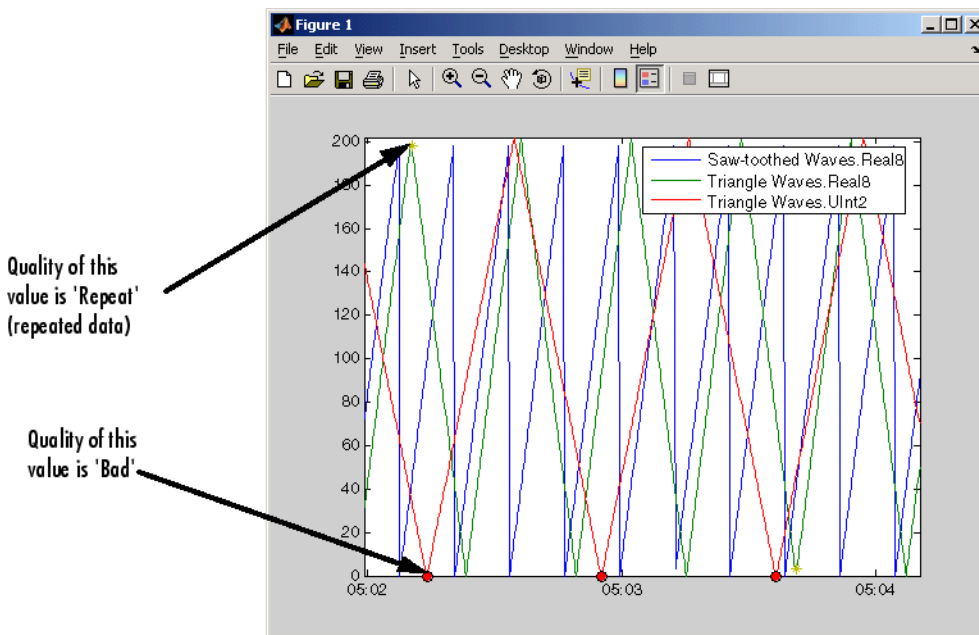 Figure 1
File Edit View Insert Tools Desktop Window Help
200
180
160
140
120
100
80
60
40
20
0
05:02 05:03 05:04
Saw-toothed Waves.Real8
Triangle Waves.Real8
Triangle Waves.UInt2
Quality of this
value is 'Repeat'
(repeated data)
Quality of this
value is 'Bad'